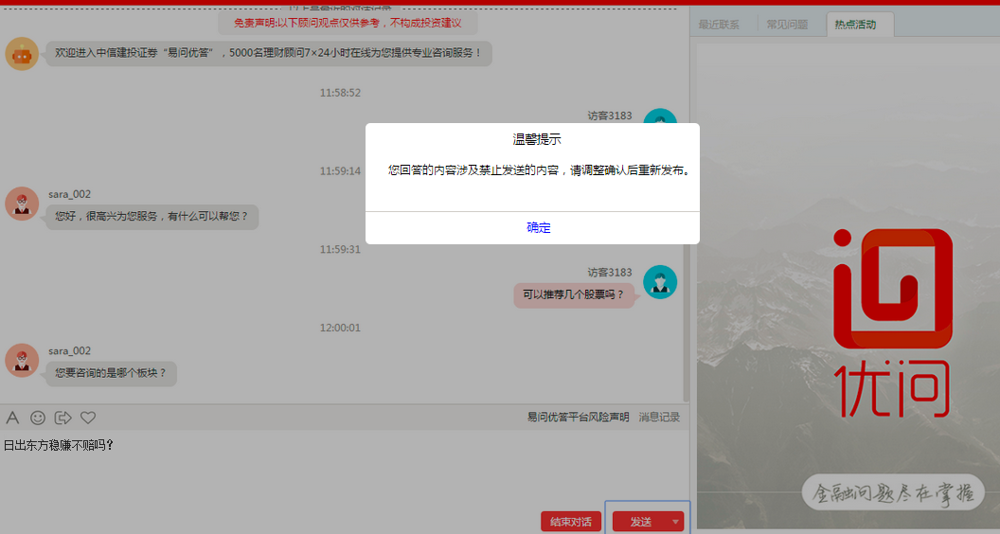 以上是最近的对话记录
免责声明:以下顾问观点仅供参考，不构成投资建议
欢迎进入中信建投证券“易问优答”，5000名理财顾问7×24小时在线为您提供专业咨询服务！
11:58:52
访客3183
11:59:14
sara_002
您好，很高兴为您服务，有什么可以帮您？
11:59:31
访客3183
可以推荐几个股票吗？
12:00:01
sara_002
您要咨询的是哪个板块？
温馨提示
您回答的内容涉及禁止发送的内容，请调整确认后重新发布。
确定
易问优答平台风险声明 消息记录
日出东方稳赚不赔吗?
结束对话
发送
最近联系 常见问题 热点活动
优问
金融问题尽在掌握